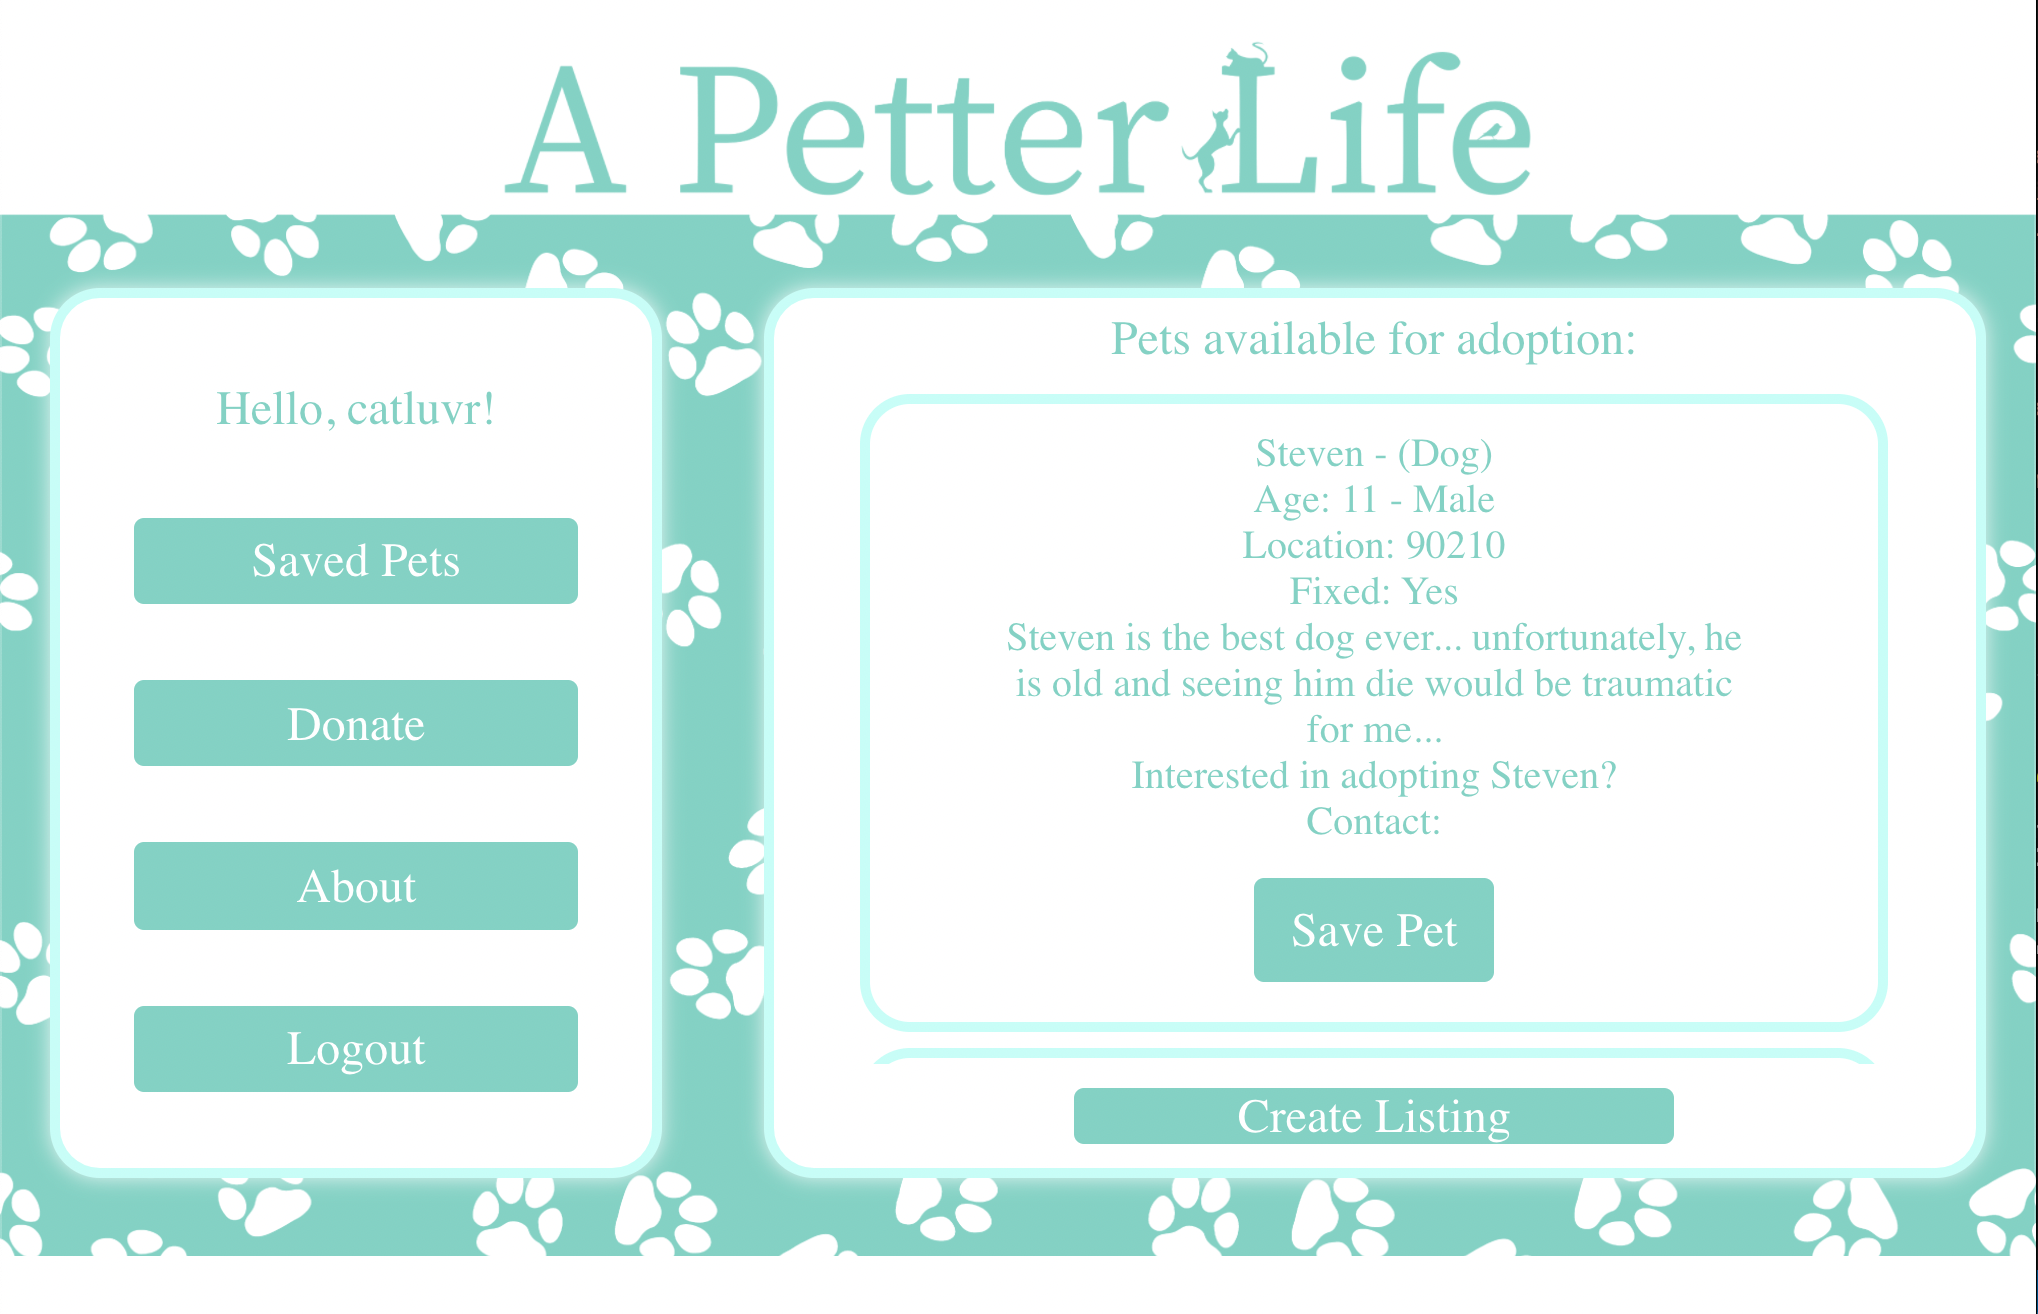 A Petter Life
Hello, catluvr!
Saved Pets
Donate
About
Logout
Pets available for adoption:
Steven - (Dog)
Age: 11 - Male
Location: 90210
Fixed: Yes
Steven is the best dog ever... unfortunately, he
is old and seeing him die would be traumatic
for me...
Interested in adopting Steven?
Contact:
Save Pet
Create Listing